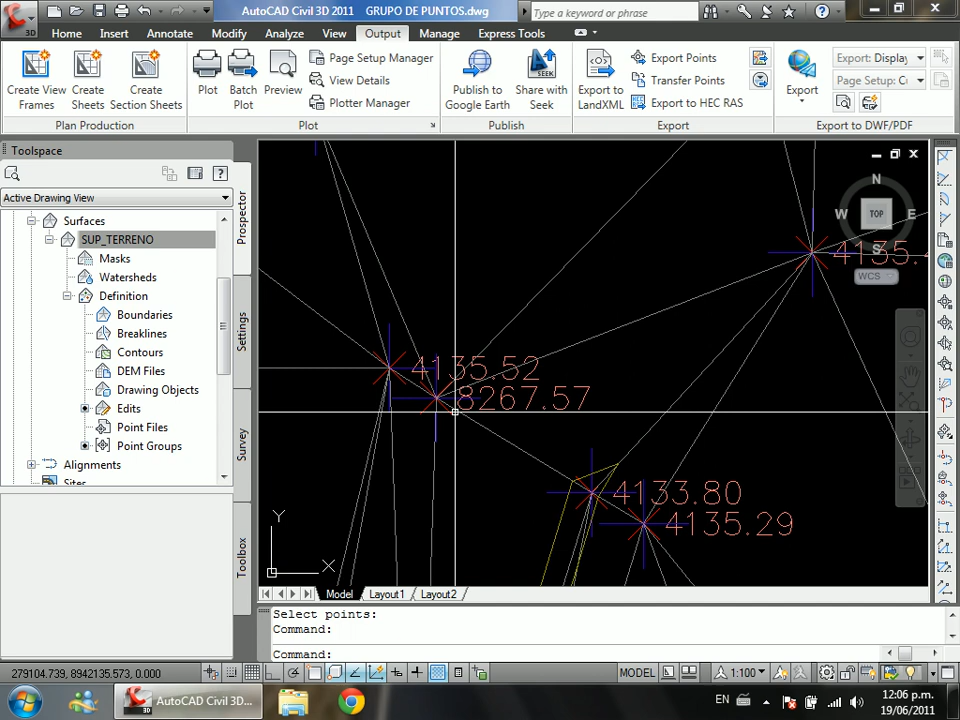 AutoCAD Civil 3D 2011 GRUPO DE PUNTOS.dwg
Type a keyword or phrase
3D
Home Insert Annotate Modify Analyze View Output Manage Express Tools
Create View Frames
Create Sheets
Create Section Sheets
Plot
Batch Plot
Preview
Page Setup Manager
View Details
Plotter Manager
Publish to Google Earth
SEEK
Share with Seek
Export to LandXML
Export Points
Transfer Points
Export to HEC RAS
Export
Export: Display
Page Setup: C
Plan Production
Plot
Publish
Export
Export to DWF/PDF
Toolspace
Active Drawing View
Surfaces
SUP_TERRENO
Masks
Watersheds
Definition
Boundaries
Breaklines
Contours
DEM Files
Drawing Objects
Edits
Point Files
Point Groups
Alignments
Sites
Prospector
Settings
Survey
Toolbox
N
W
TOP
E
S
WCS
4135.4
4135.52
8267.57
4133.80
4135.29
Y
X
Model Layout1 Layout2
Select points:
Command:
Command:
279104.739, 8942135.573, 0.000
MODEL
1:100
AutoCAD Civil 3D...
EN
12:06 p.m.
19/06/2011